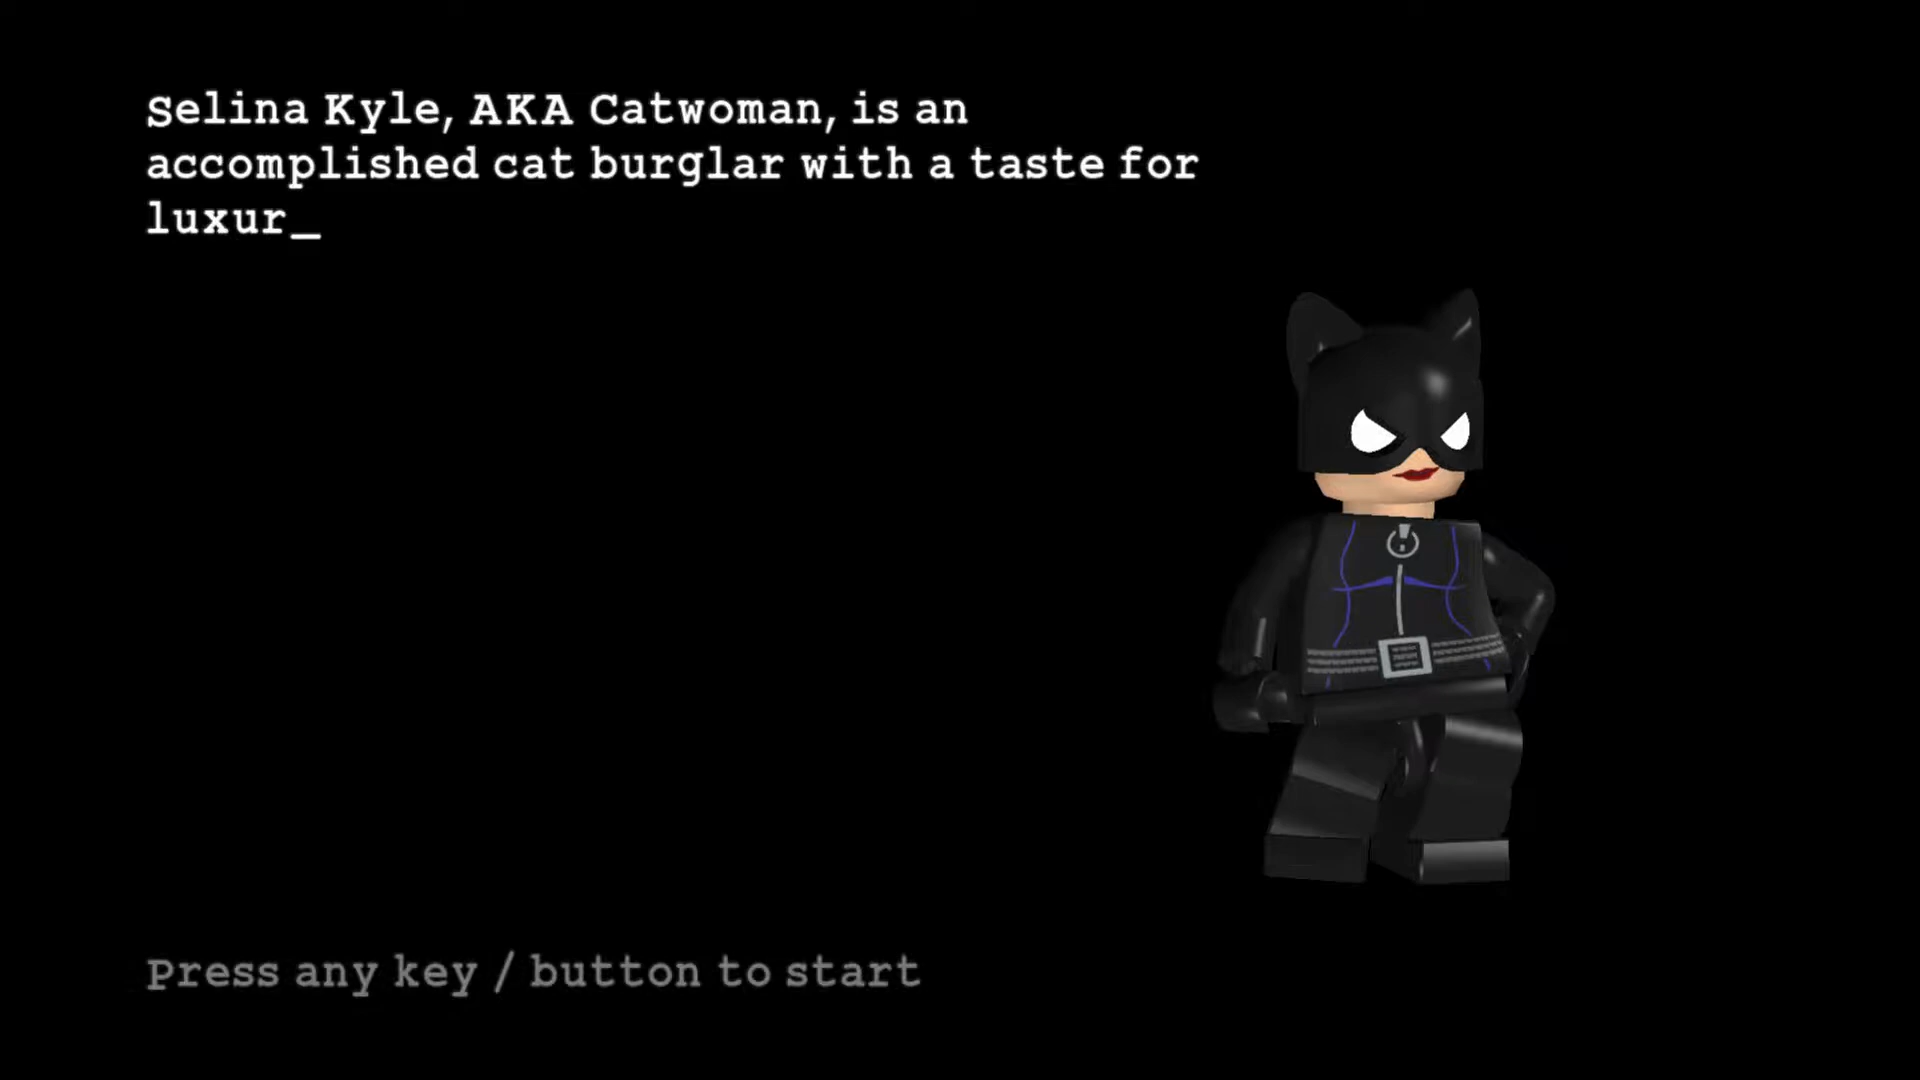 Selina Kyle, AKA Catwoman, is an
accomplished cat burglar with a taste for
luxur_
Press any key / button to start